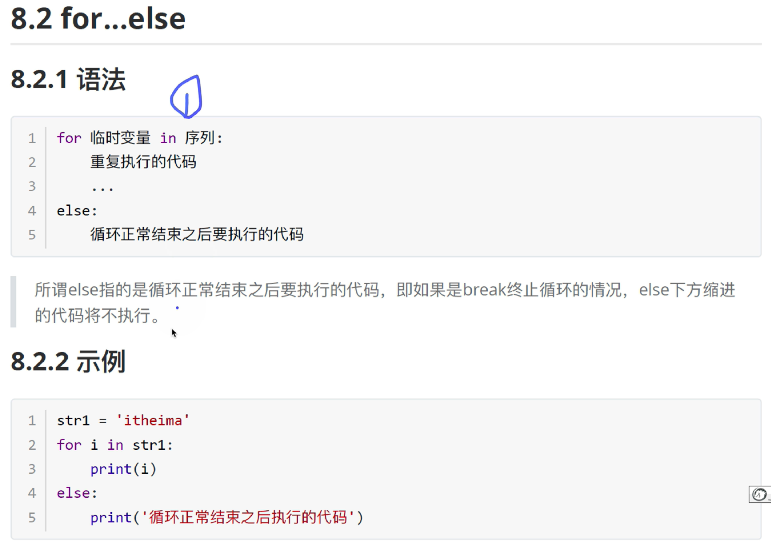 8.2 for...else
8.2.1 语法
1 for 临时变量 in 序列:
2     重复执行的代码
3     ...
4 else:
5     循环正常结束之后要执行的代码
所谓else指的是循环正常结束之后要执行的代码，即如果是break终止循环的情况，else下方缩进
的代码将不执行。
8.2.2 示例
1 str1 = 'itheima'
2 for i in str1:
3     print(i)
4 else:
5     print('循环正常结束之后执行的代码')